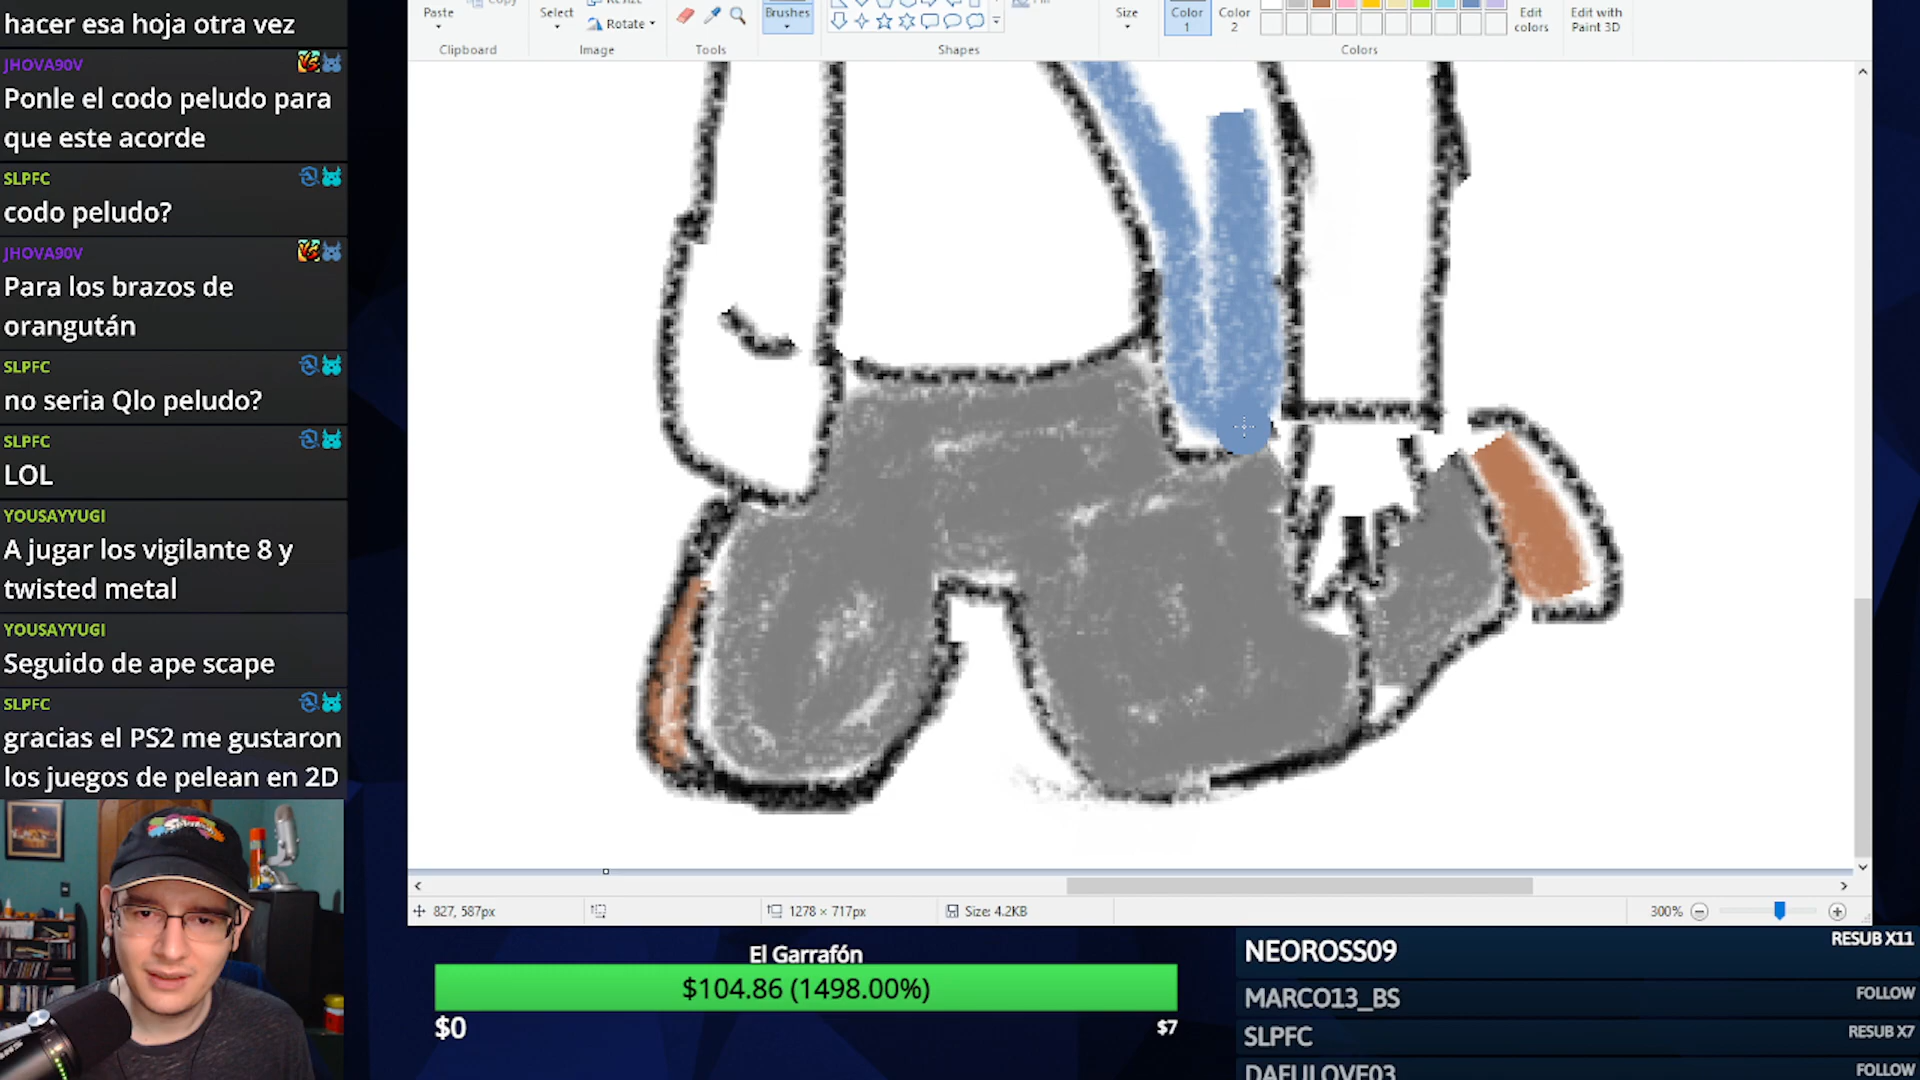 hacer esa hoja otra vez
JHOVA90V
Ponle el codo peludo para
que este acorde
SLPFC
codo peludo?
JHOVA90V
Para los brazos de
orangután
SLPFC
no seria Qlo peludo?
SLPFC
LOL
YOUSAYYUGI
A jugar los vigilante 8 y
twisted metal
YOUSAYYUGI
Seguido de ape scape
SLPFC
gracias el PS2 me gustaron
los juegos de pelean en 2D
Paste
Copy
Clipboard
Select
Rotate
Image
Tools
Brushes
Shapes
Fill
Size
Color
1
Color
2
Colors
Edit
colors
Edit with
Paint 3D
827, 587px
1278 × 717px
Size: 4.2KB
300%
El Garrafón
$104.86 (1498.00%)
$0
$7
NEOROSS09
RESUB X11
MARCO13_BS
FOLLOW
SLPFC
RESUB X7
DAFULOVE03
FOLLOW